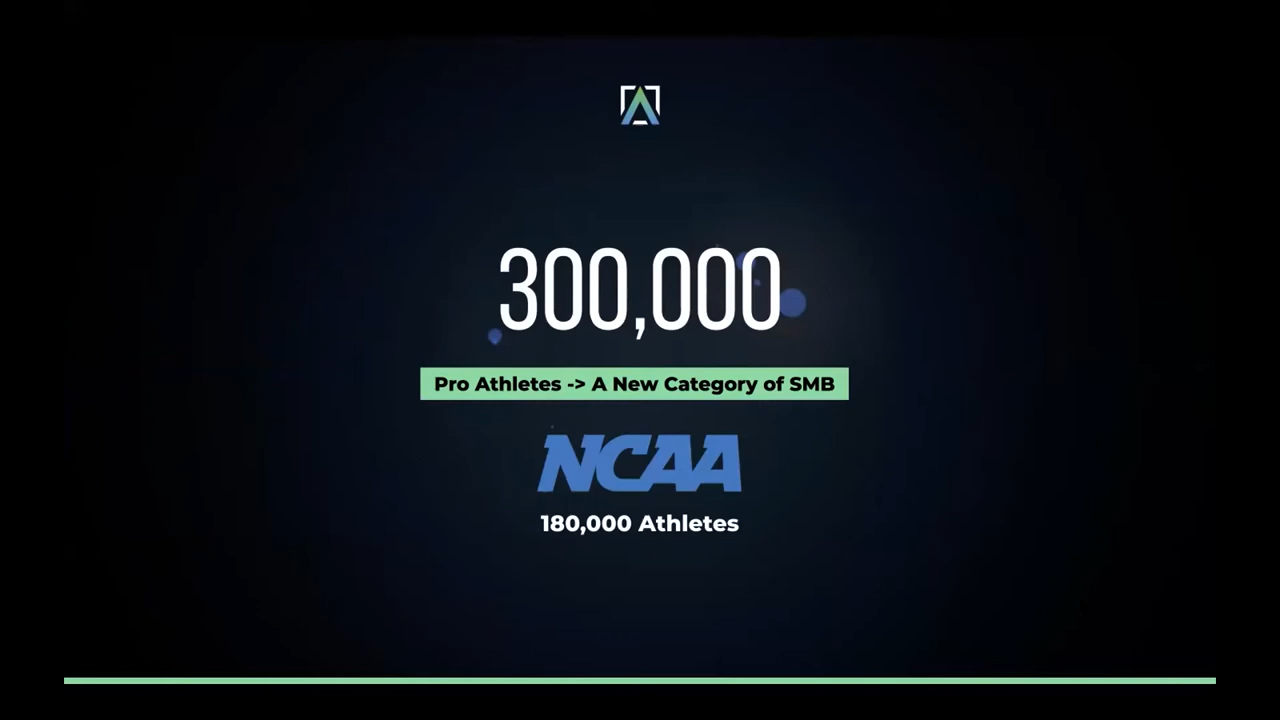 300,000
Pro Athletes -> A New Category of SMB
NCAA
180,000 Athletes